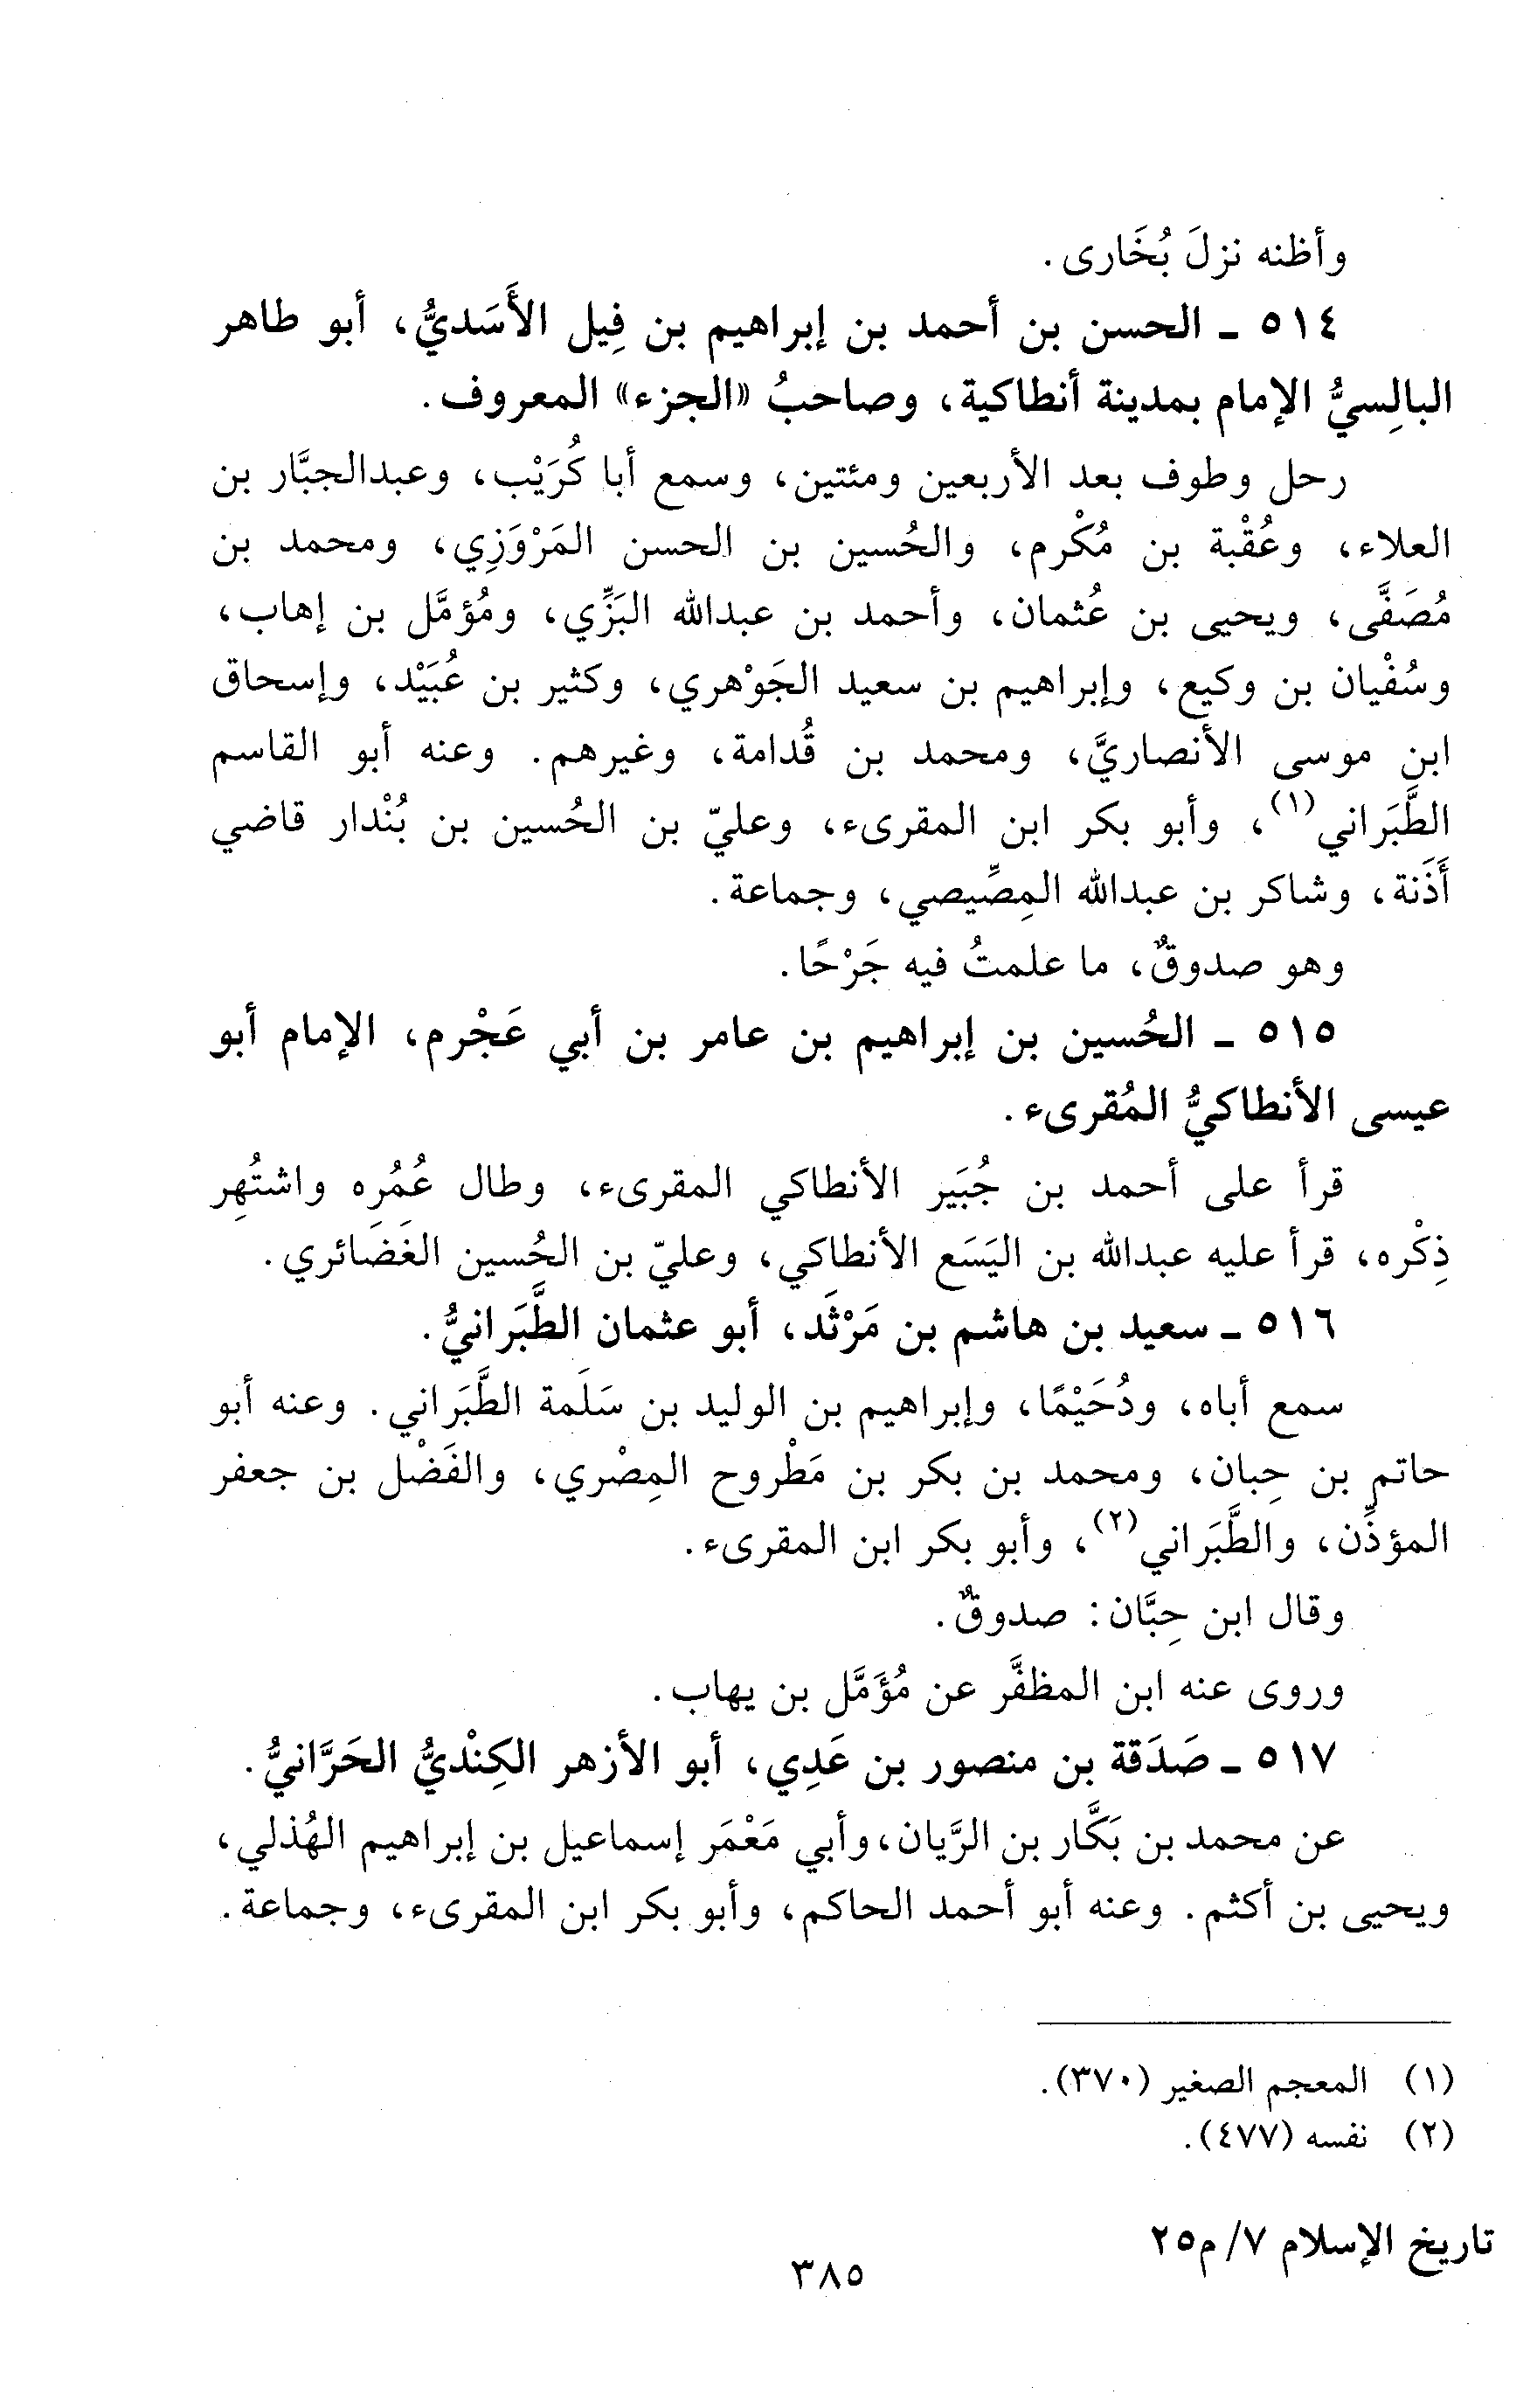 وأظنه نزلَ بُخَارى.
٥١٤ ـ الحسن بن أحمد بن إبراهيم بن فِيل الأَسَديُّ، أبو طاهر
البالِسيُّ الإمام بمدينة أنطاكية، وصاحبُ «الجزء» المعروف.
رحل وطوف بعد الأربعين ومئتين، وسمع أبا كُرَيْب، وعبدالجبَّار بن
العلاء، وعُقْبة بن مُكْرم، والحُسين بن الحسن المَرْوَزِي، ومحمد بن
مُصَفَّى، ويحيى بن عُثمان، وأحمد بن عبدالله البَزِّي، ومُؤمَّل بن إهاب،
وسُفْيان بن وكيع، وإبراهيم بن سعيد الجَوْهري، وكثير بن عُبَيْد، وإسحاق
ابن موسى الأنصاريَّ، ومحمد بن قُدامة، وغيرهم. وعنه أبو القاسم
الطَّبَراني(١)، وأبو بكر ابن المقرىء، وعليّ بن الحُسين بن بُنْدار قاضي
أَذَنة، وشاكر بن عبدالله المِصِّيصي، وجماعة.
وهو صدوقٌ، ما علمتُ فيه جَرْحًا.
٥١٥ ـ الحُسين بن إبراهيم بن عامر بن أبي عَجْرم، الإمام أبو
عيسى الأنطاكيُّ المُقرىء.
قرأ على أحمد بن جُبَير الأنطاكي المقرىء، وطال عُمُره واشتُهِر
ذِكْره، قرأ عليه عبدالله بن اليَسَع الأنطاكي، وعليّ بن الحُسين الغَضَائري.
٥١٦ ـ سعيد بن هاشم بن مَرْثَد، أبو عثمان الطَّبَرانيُّ.
سمع أباه، ودُحَيْمًا، وإبراهيم بن الوليد بن سَلَمة الطَّبَراني. وعنه أبو
حاتم بن حِبان، ومحمد بن بكر بن مَطْروح المِصْري، والفَضْل بن جعفر
المؤذِّن، والطَّبَراني(٢)، وأبو بكر ابن المقرىء.
وقال ابن حِبَّان: صدوقٌ.
وروى عنه ابن المظفَّر عن مُؤَمَّل بن يهاب.
٥١٧ ـ صَدَقة بن منصور بن عَدِي، أبو الأزهر الكِنْديُّ الحَرَّانيُّ.
عن محمد بن بَكَّار بن الرَّيان، وأبي مَعْمَر إسماعيل بن إبراهيم الهُذلي،
ويحيى بن أكثم. وعنه أبو أحمد الحاكم، وأبو بكر ابن المقرىء، وجماعة.
(١) المعجم الصغير (٣٧٠).
(٢) نفسه (٤٧٧).
تاريخ الإسلام ٧/ م٢٥
٣٨٥